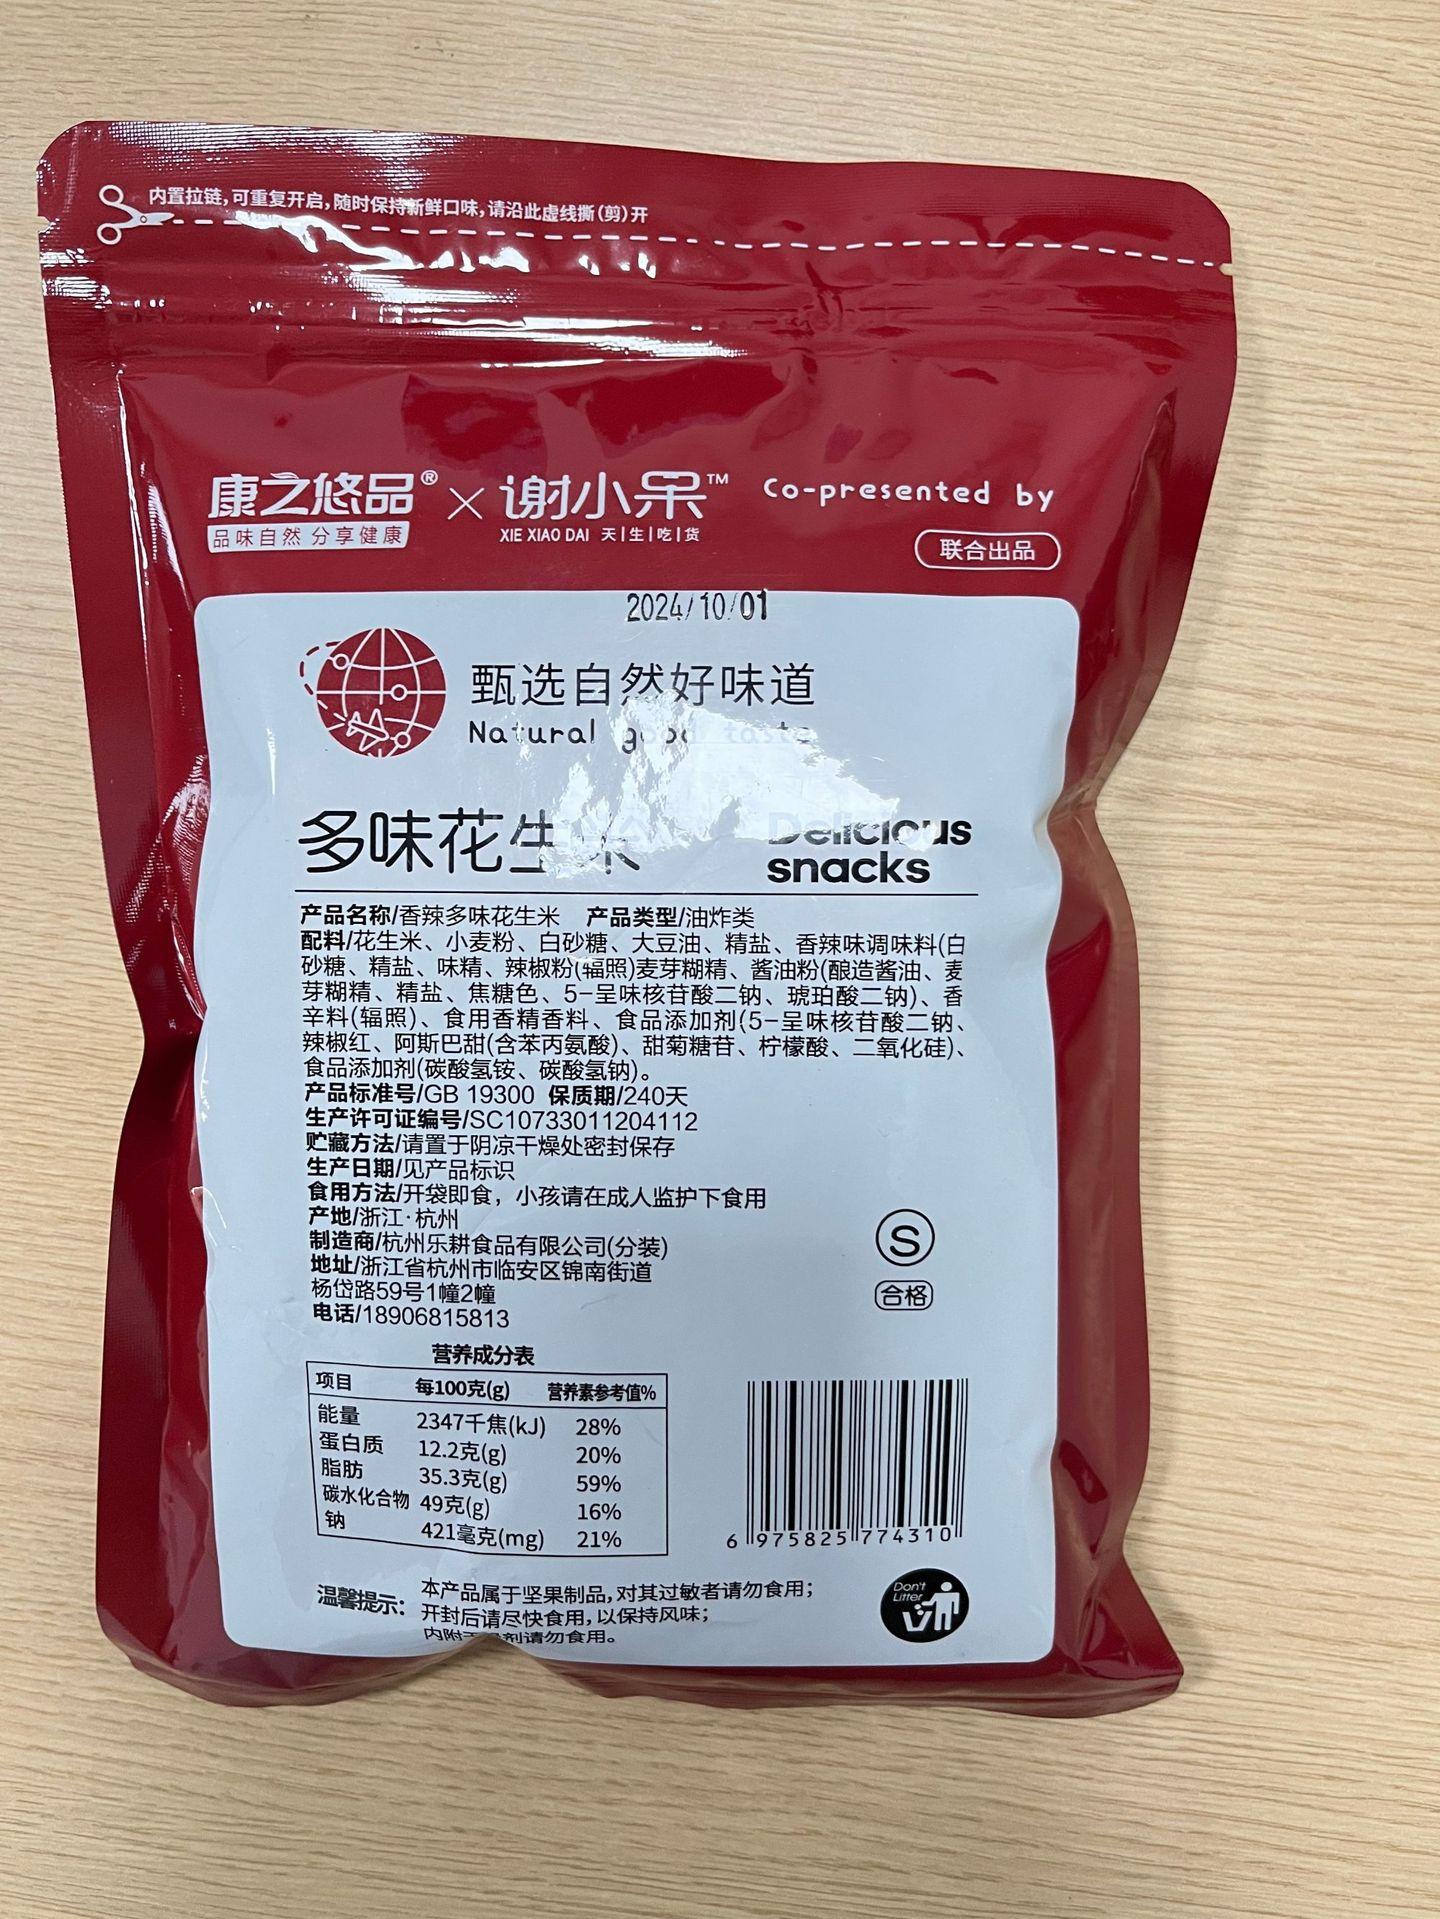 内置拉链,可重复开启,随时保持新鲜口味,请沿此虚线撕(剪)开
康之悠品® × 谢小呆™ Co-presented by
品味自然 分享健康 XIE XIAO DAI 天|生|吃|货 联合出品
2024/10/01
甄选自然好味道
Natural good taste
多味花生米 Delicious
snacks
产品名称/香辣多味花生米 产品类型/油炸类
配料/花生米、小麦粉、白砂糖、大豆油、精盐、香辣味调味料(白
砂糖、精盐、味精、辣椒粉(辐照)麦芽糊精、酱油粉(酿造酱油、麦
芽糊精、精盐、焦糖色、5-呈味核苷酸二钠、琥珀酸二钠)、香
辛料(辐照)、食用香精香料、食品添加剂(5-呈味核苷酸二钠、
辣椒红、阿斯巴甜(含苯丙氨酸)、甜菊糖苷、柠檬酸、二氧化硅)、
食品添加剂(碳酸氢铵、碳酸氢钠)。
产品标准号/GB 19300 保质期/240天
生产许可证编号/SC10733011204112
贮藏方法/请置于阴凉干燥处密封保存
生产日期/见产品标识
食用方法/开袋即食，小孩请在成人监护下食用
产地/浙江·杭州
制造商/杭州乐耕食品有限公司(分装)
地址/浙江省杭州市临安区锦南街道
杨岱路59号1幢2幢
电话/18906815813
S
合格
营养成分表
项目 每100克(g) 营养素参考值%
能量 2347千焦(kJ) 28%
蛋白质 12.2克(g) 20%
脂肪 35.3克(g) 59%
碳水化合物 49克(g) 16%
钠 421毫克(mg) 21%
6 975825 774310
温馨提示: 本产品属于坚果制品,对其过敏者请勿食用;
开封后请尽快食用,以保持风味;
内附 剂请勿食用。
Don't
Litter